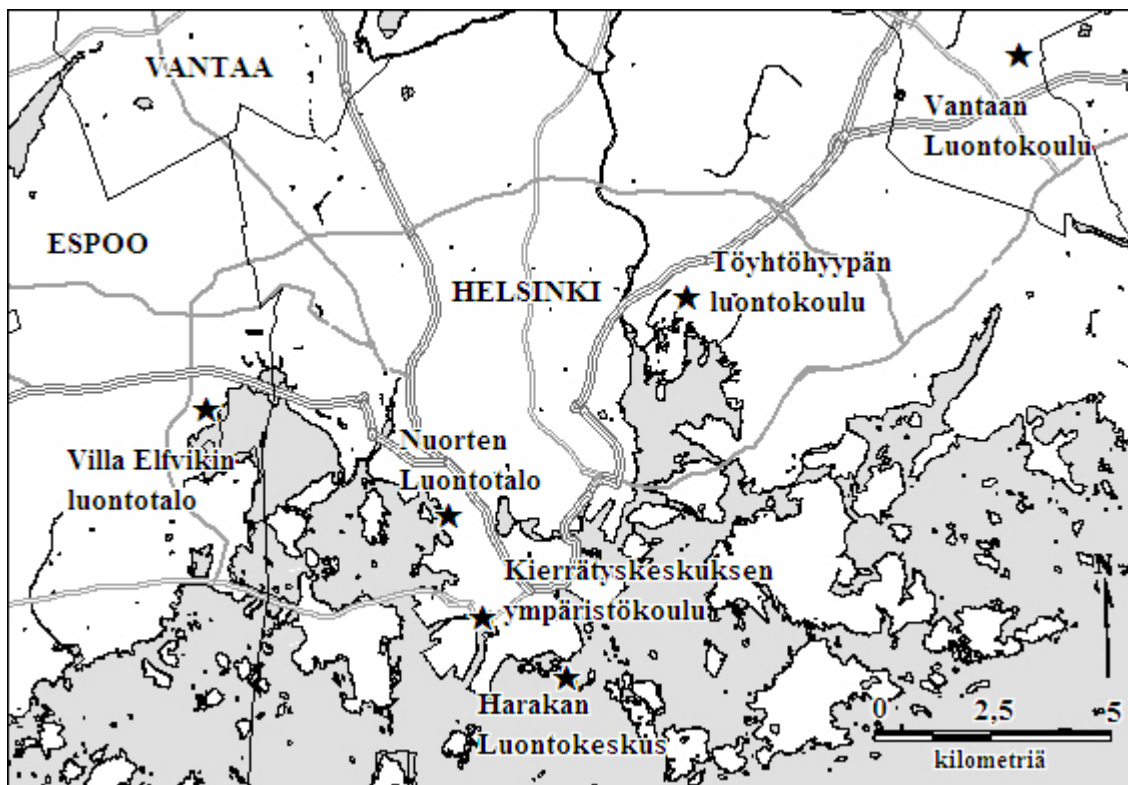 VANTAA
Vantaan
Luontokoulu
ESPOO
HELSINKI
Töyhtöhyypän
luontokoulu
Villa Elfvikin
luontotalo
Nuorten
Luontotalo
Kierrätyskeskuksen
ympäristökoulu
N
Harakan
Luontokeskus
0 2,5 5
kilometriä